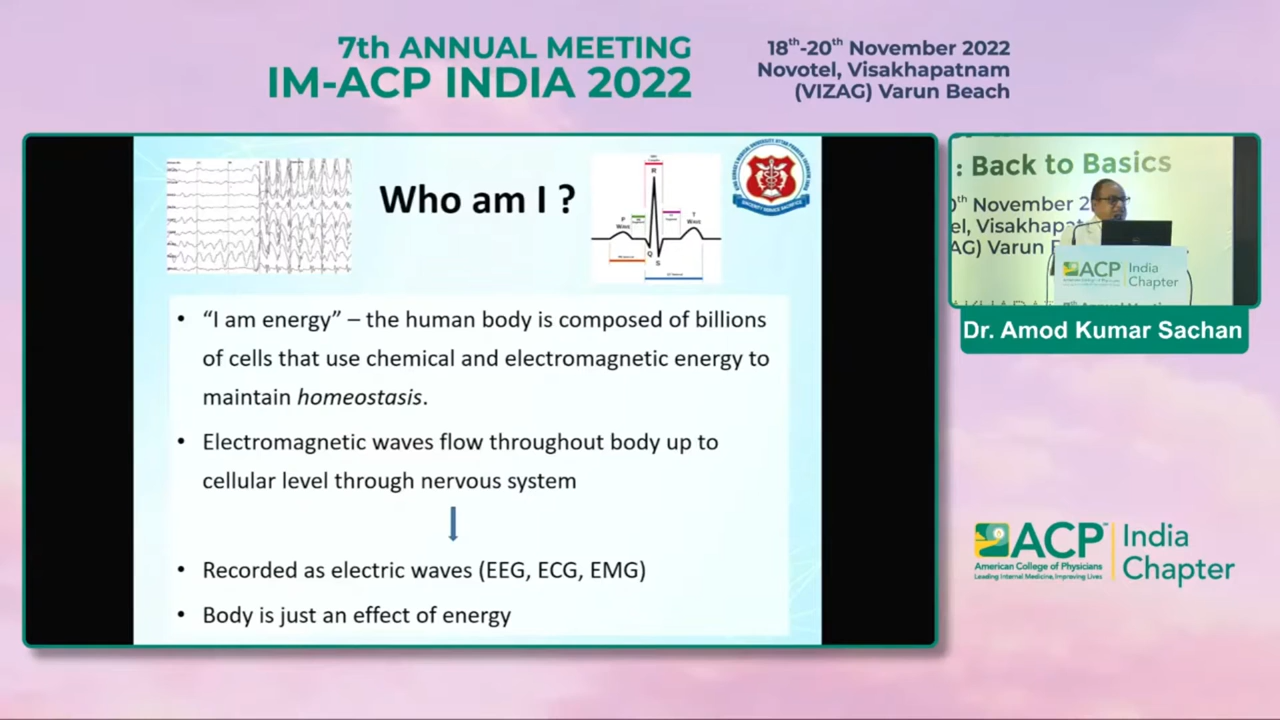 7th ANNUAL MEETING
IM-ACP INDIA 2022
18th-20th November 2022
Novotel, Visakhapatnam
(VIZAG) Varun Beach
Who am I ?
R
P
Wave
T
Wave
Q
S
• “I am energy” – the human body is composed of billions
of cells that use chemical and electromagnetic energy to
maintain homeostasis.
• Electromagnetic waves flow throughout body up to
cellular level through nervous system
• Recorded as electric waves (EEG, ECG, EMG)
• Body is just an effect of energy
: Back to Basics
th November 2
el, Visakhapat
AG) Varun
ACP India
Chapter
Dr. Amod Kumar Sachan
ACP™ India
American College of Physicians Chapter
Leading Internal Medicine, Improving Lives